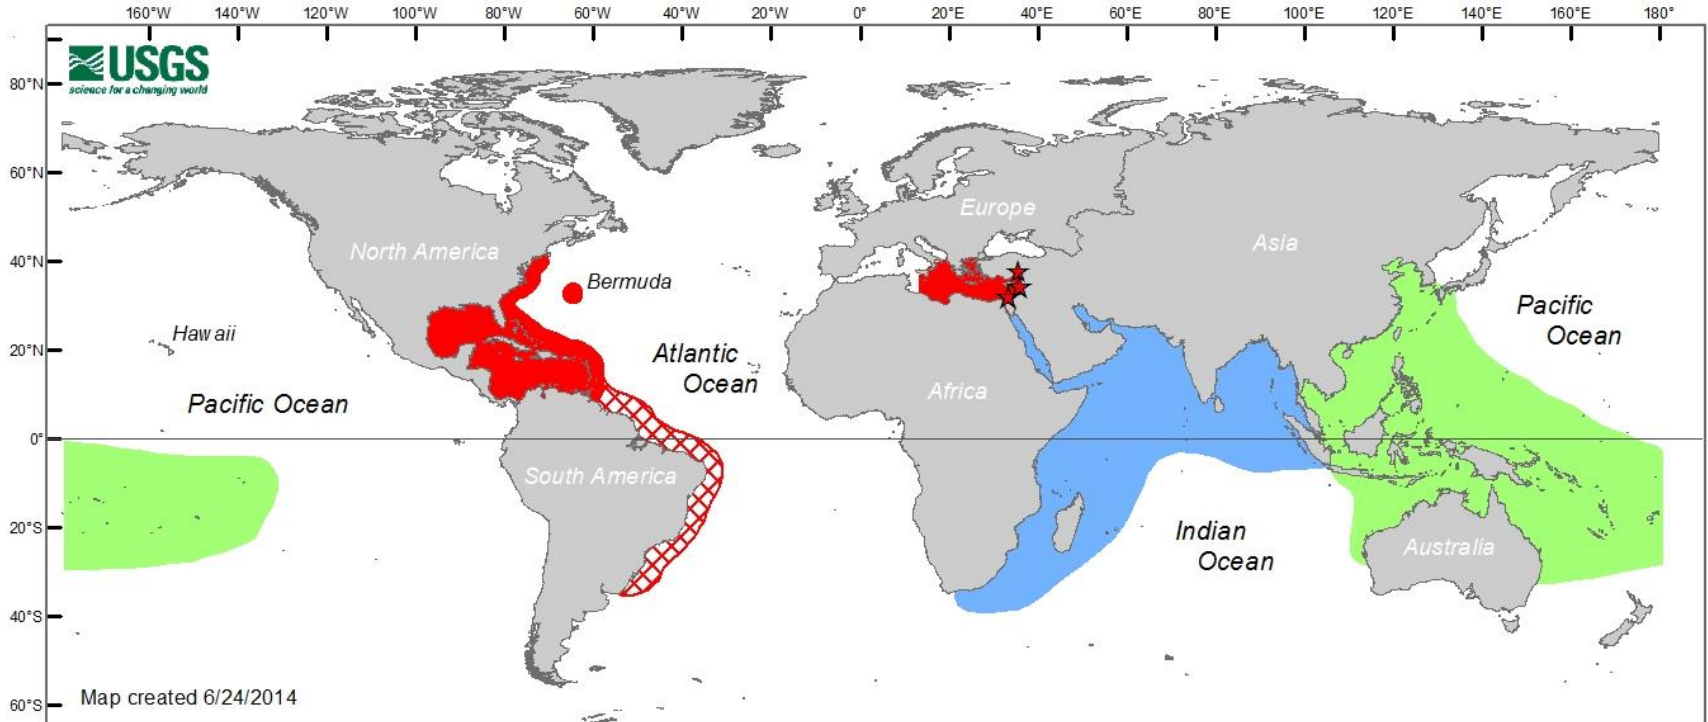 160°W 140°W 120°W 100°W 80°W 60°W 40°W 20°W 0° 20°E 40°E 60°E 80°E 100°E 120°E 140°E 160°E 180°
USGS
science for a changing world
80°N
60°N
Europe
North America
Asia
40°N
Bermuda
Pacific
Ocean
Hawaii
20°N
Atlantic
Ocean
Africa
Pacific Ocean
0°
South America
20°S
Indian
Ocean
Australia
40°S
Map created 6/24/2014
60°S